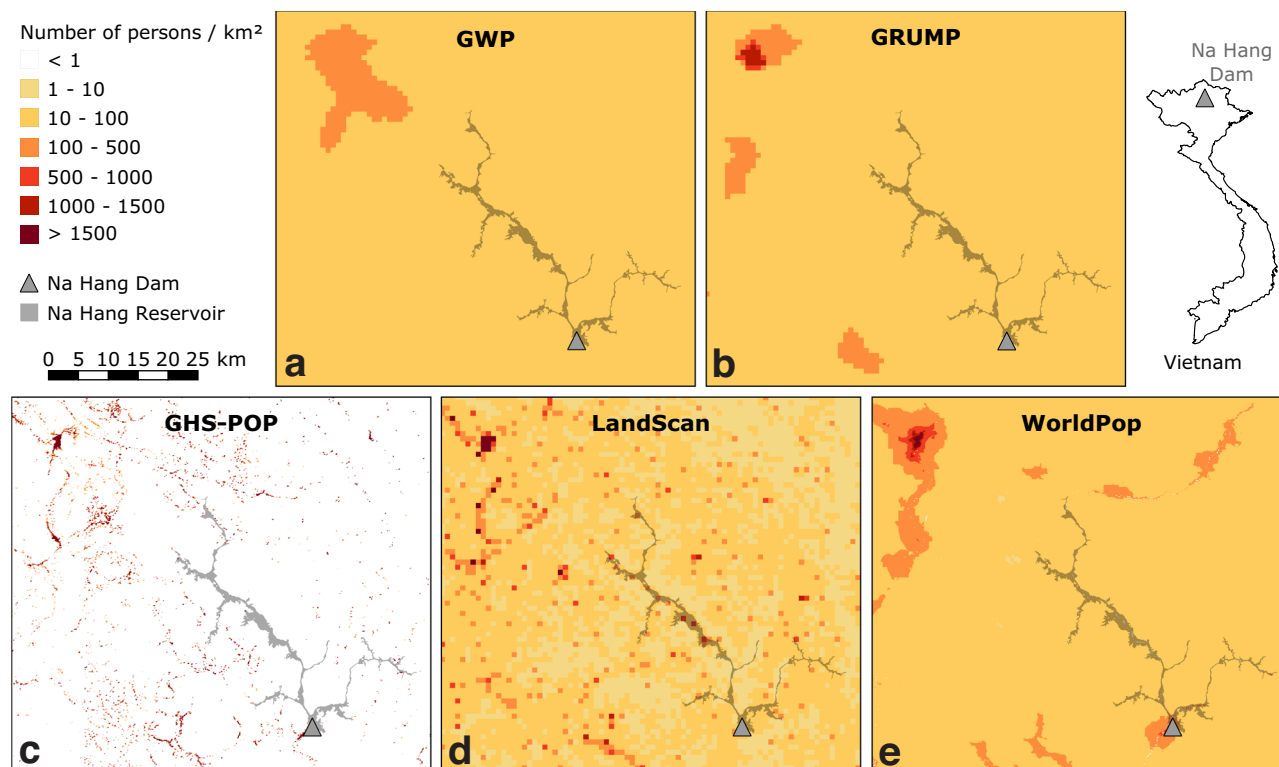 Number of persons / km²
< 1
1 - 10
10 - 100
100 - 500
500 - 1000
1000 - 1500
> 1500
Na Hang Dam
Na Hang Reservoir
0 5 10 15 20 25 km
GWP
a
GRUMP
b
Na Hang
Dam
Vietnam
GHS-POP
c
LandScan
d
WorldPop
e